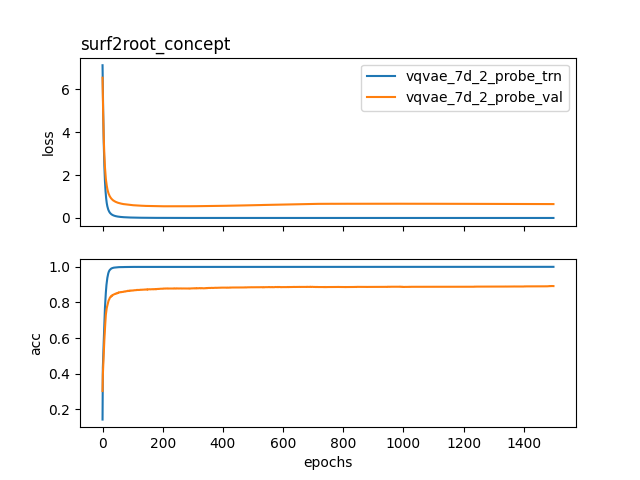 surf2root_concept
vqvae_7d_2_probe_trn
vqvae_7d_2_probe_val
loss
6
4
2
0
acc
1.0
0.8
0.6
0.4
0.2
0 200 400 600 800 1000 1200 1400
epochs